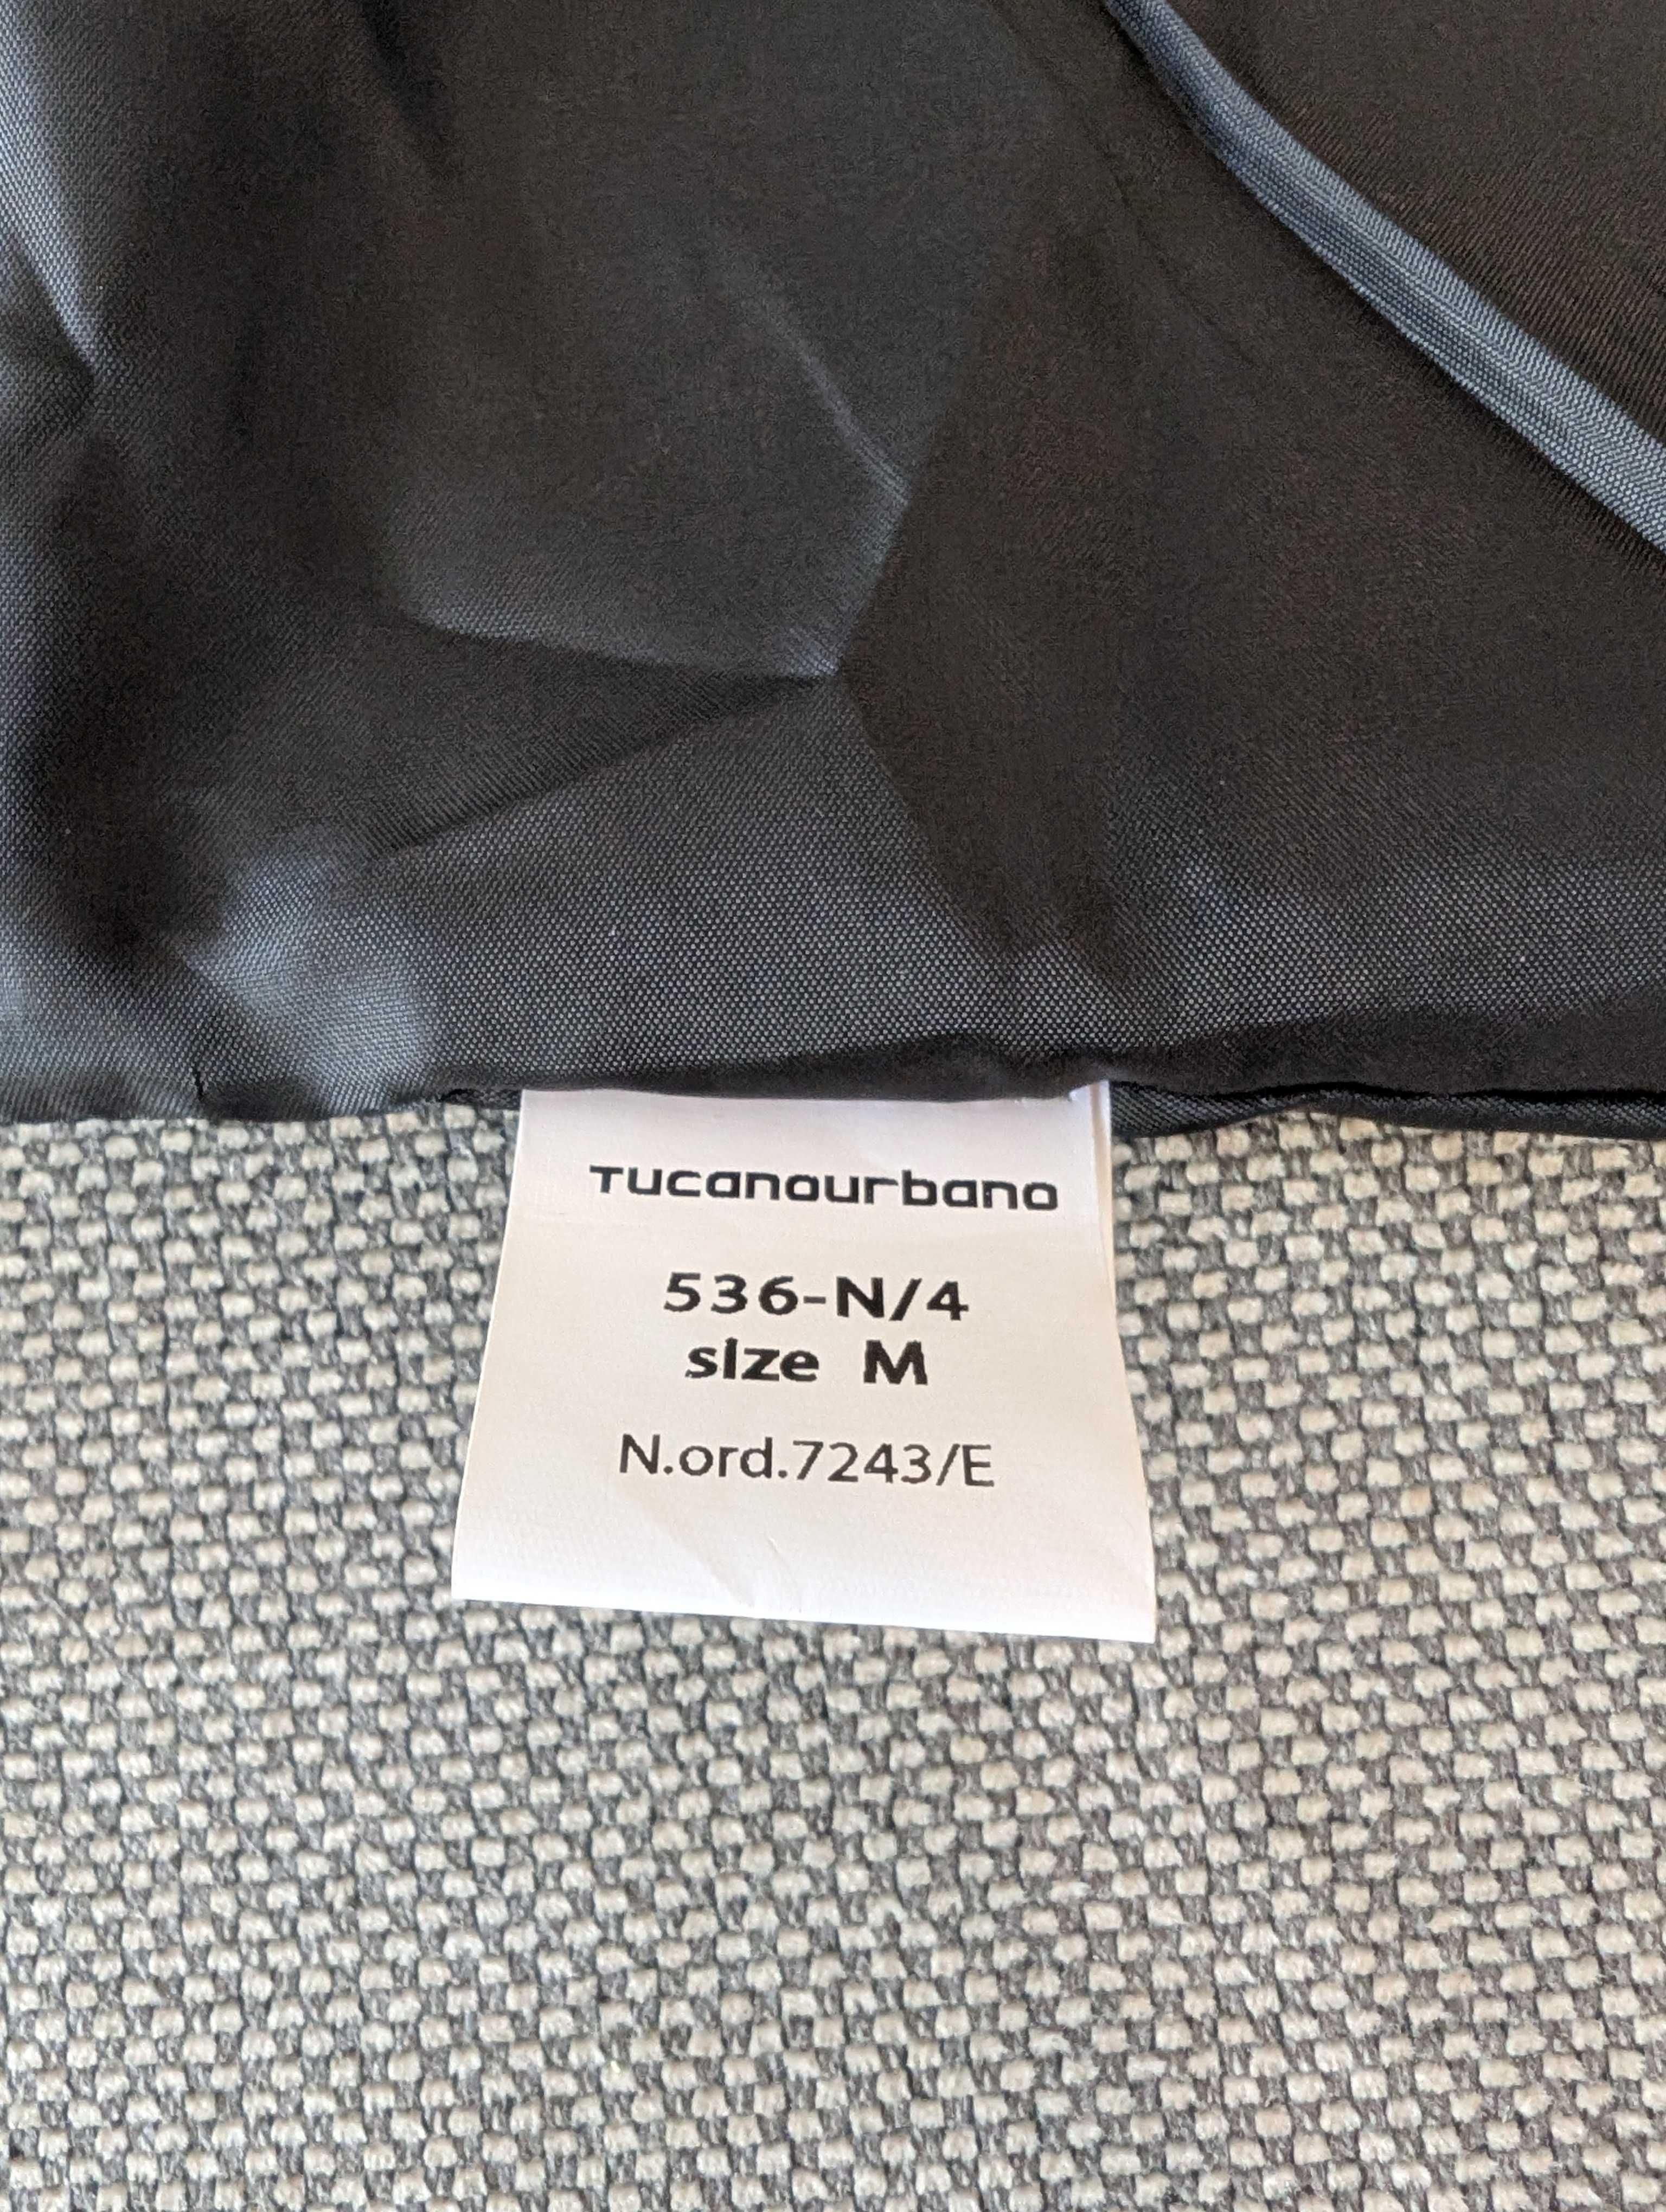 Tucanourbano
536-N/4
size M
N.ord.7243/E